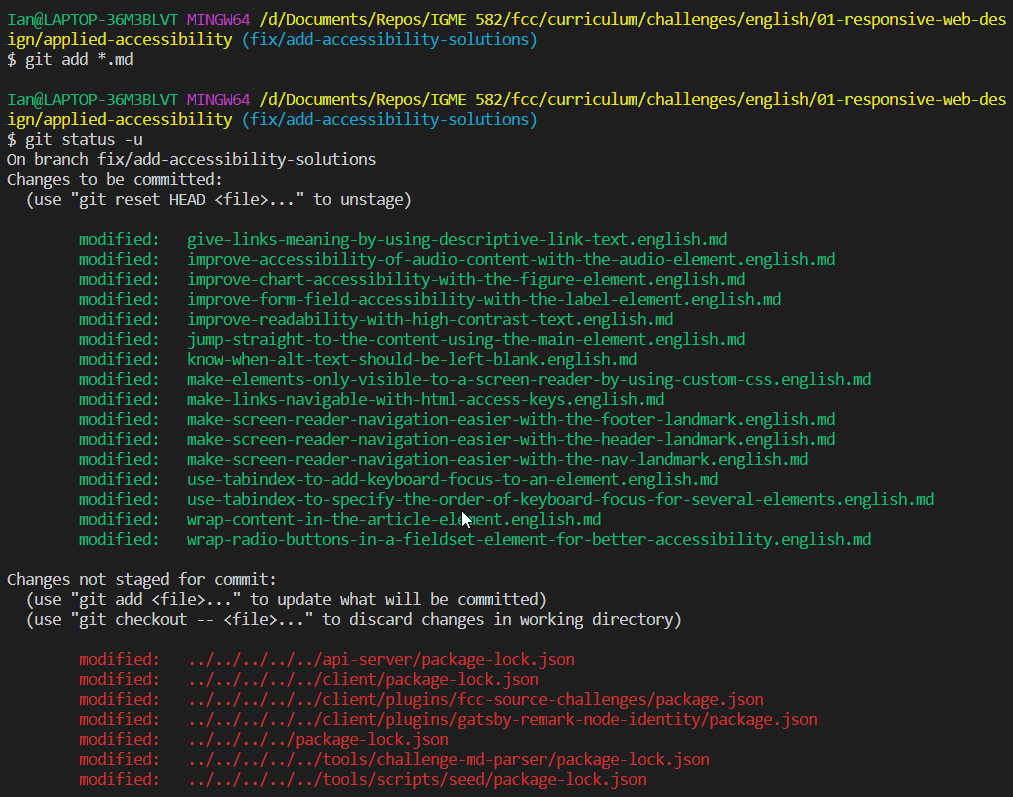 Ian@LAPTOP-36M3BLVT MINGW64 /d/Documents/Repos/IGME 582/fcc/curriculum/challenges/english/01-responsive-web-des
ign/applied-accessibility (fix/add-accessibility-solutions)
$ git add *.md
Ian@LAPTOP-36M3BLVT MINGW64 /d/Documents/Repos/IGME 582/fcc/curriculum/challenges/english/01-responsive-web-des
ign/applied-accessibility (fix/add-accessibility-solutions)
$ git status -u
On branch fix/add-accessibility-solutions
Changes to be committed:
  (use "git reset HEAD <file>..." to unstage)
        modified:   give-links-meaning-by-using-descriptive-link-text.english.md
        modified:   improve-accessibility-of-audio-content-with-the-audio-element.english.md
        modified:   improve-chart-accessibility-with-the-figure-element.english.md
        modified:   improve-form-field-accessibility-with-the-label-element.english.md
        modified:   improve-readability-with-high-contrast-text.english.md
        modified:   jump-straight-to-the-content-using-the-main-element.english.md
        modified:   know-when-alt-text-should-be-left-blank.english.md
        modified:   make-elements-only-visible-to-a-screen-reader-by-using-custom-css.english.md
        modified:   make-links-navigable-with-html-access-keys.english.md
        modified:   make-screen-reader-navigation-easier-with-the-footer-landmark.english.md
        modified:   make-screen-reader-navigation-easier-with-the-header-landmark.english.md
        modified:   make-screen-reader-navigation-easier-with-the-nav-landmark.english.md
        modified:   use-tabindex-to-add-keyboard-focus-to-an-element.english.md
        modified:   use-tabindex-to-specify-the-order-of-keyboard-focus-for-several-elements.english.md
        modified:   wrap-content-in-the-article-element.english.md
        modified:   wrap-radio-buttons-in-a-fieldset-element-for-better-accessibility.english.md
Changes not staged for commit:
  (use "git add <file>..." to update what will be committed)
  (use "git checkout -- <file>..." to discard changes in working directory)
        modified:   ../../../../../api-server/package-lock.json
        modified:   ../../../../../client/package-lock.json
        modified:   ../../../../../client/plugins/fcc-source-challenges/package.json
        modified:   ../../../../../client/plugins/gatsby-remark-node-identity/package.json
        modified:   ../../../../package-lock.json
        modified:   ../../../../../tools/challenge-md-parser/package-lock.json
        modified:   ../../../../../tools/scripts/seed/package-lock.json